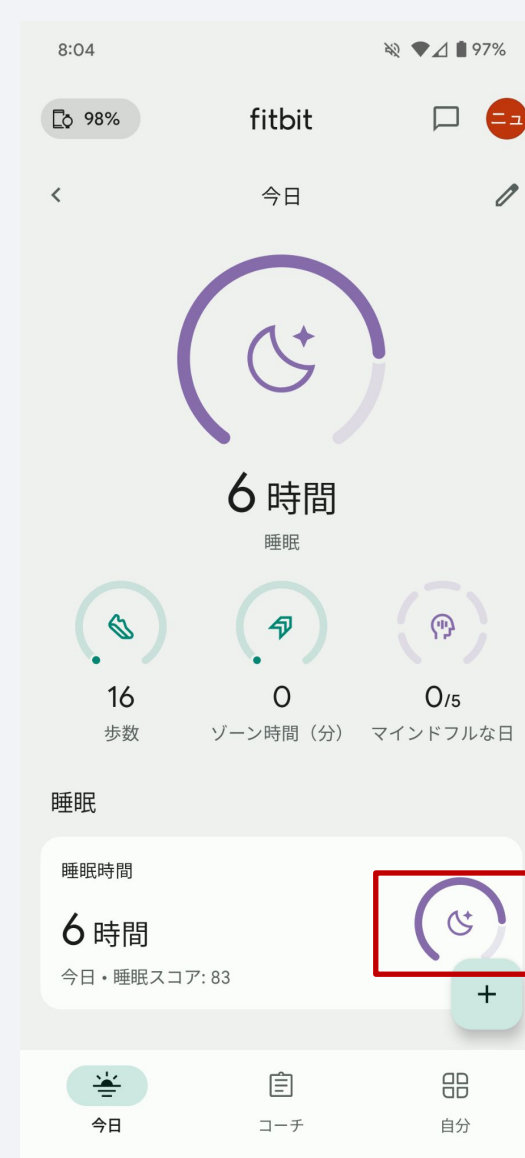 8:04 97%
98% fitbit ニュ
今日
6 時間
睡眠
16 0 0/5
歩数 ゾーン時間（分） マインドフルな日
睡眠
睡眠時間
6 時間
今日・睡眠スコア: 83
+
今日 コーチ 自分